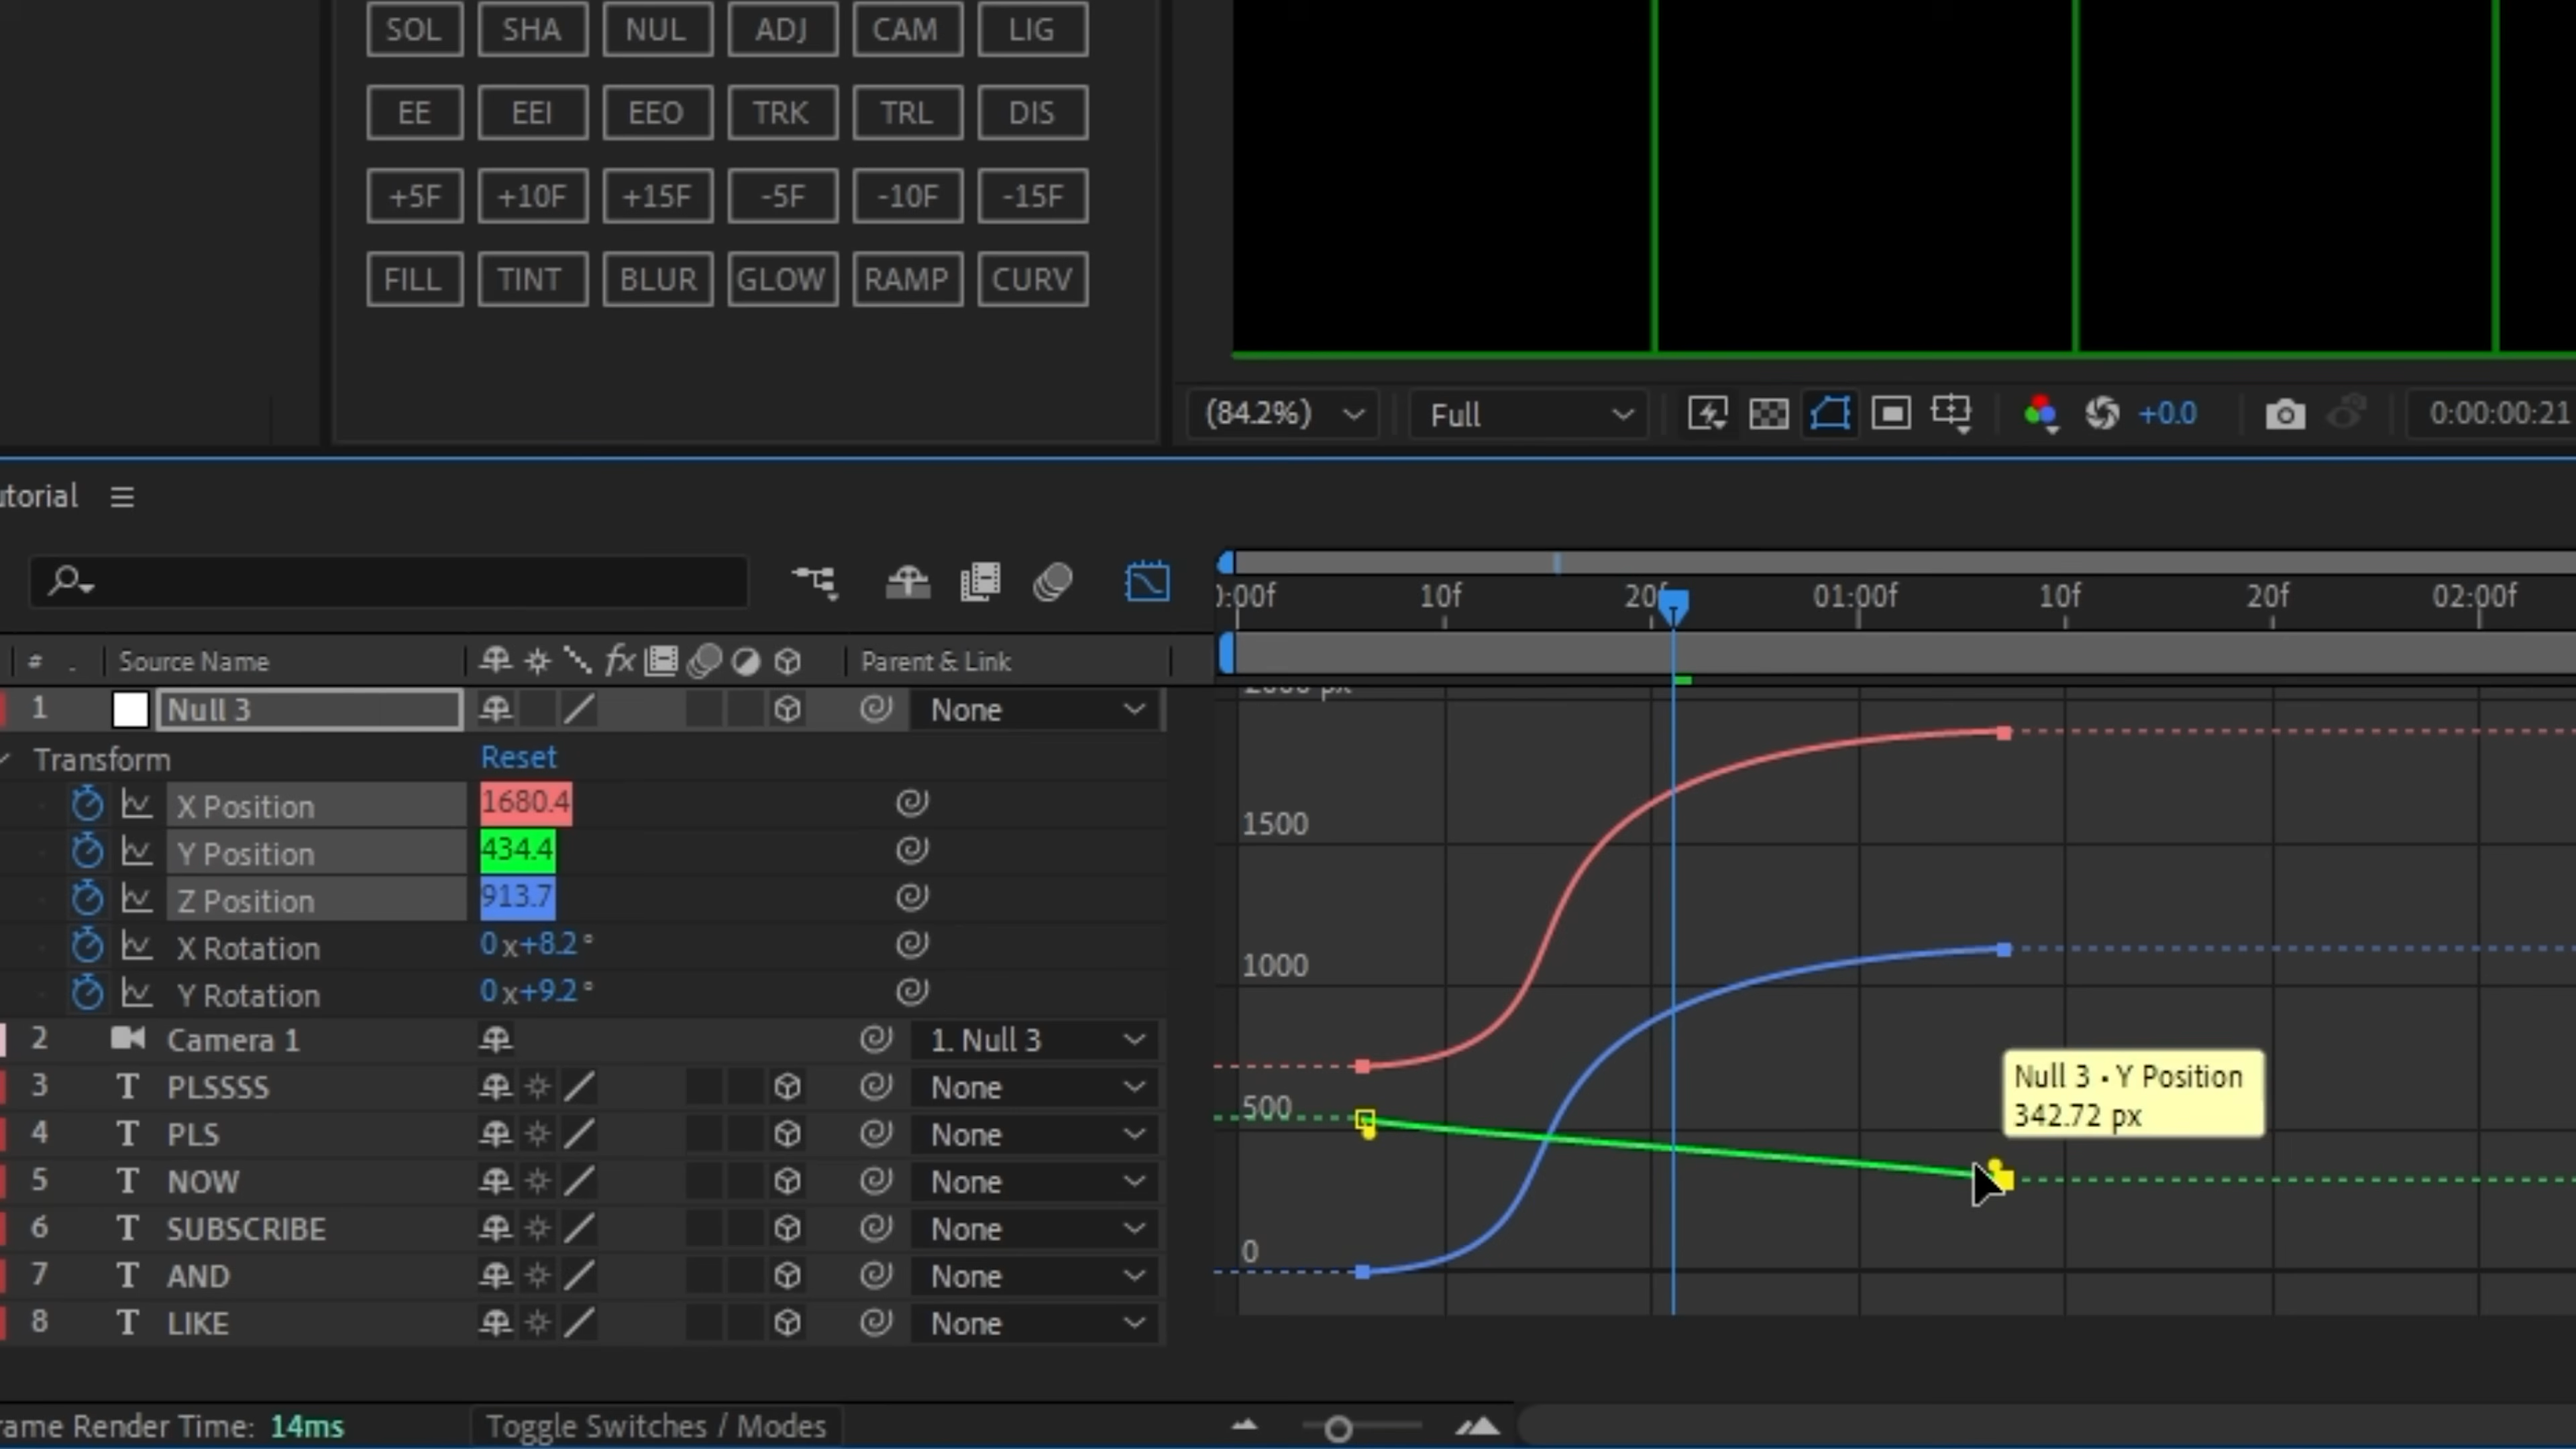 SOL SHA NUL ADJ CAM LIG
EE EEI EEO TRK TRL DIS
+5F +10F +15F -5F -10F -15F
FILL TINT BLUR GLOW RAMP CURV
(84.2%) Full +0.0 0:00:00:21
utorial
:00f 10f 20f 01:00f 10f 20f 02:00f
# . Source Name fx Parent & Link
2000 px
1 Null 3 None
Transform Reset
X Position 1680.4
1500
Y Position 434.4
Z Position 913.7
X Rotation 0x+8.2°
1000
Y Rotation 0x+9.2°
2 Camera 1 1. Null 3
Null 3 • Y Position
342.72 px
3 T PLSSSS None
500
4 T PLS None
5 T NOW None
6 T SUBSCRIBE None
0
7 T AND None
8 T LIKE None
rame Render Time: 14ms Toggle Switches / Modes